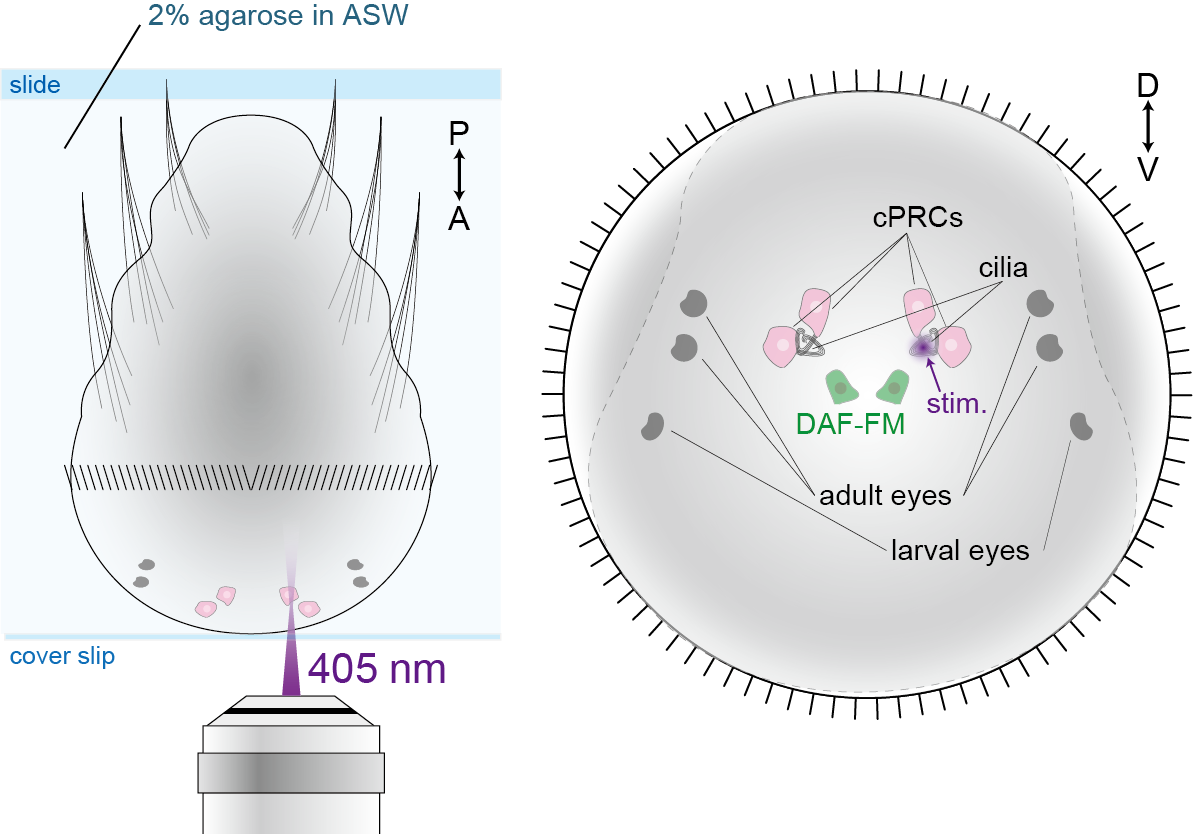 2% agarose in ASW
slide
P
A
cover slip
405 nm
D
V
cPRCs
cilia
stim.
DAF-FM
adult eyes
larval eyes